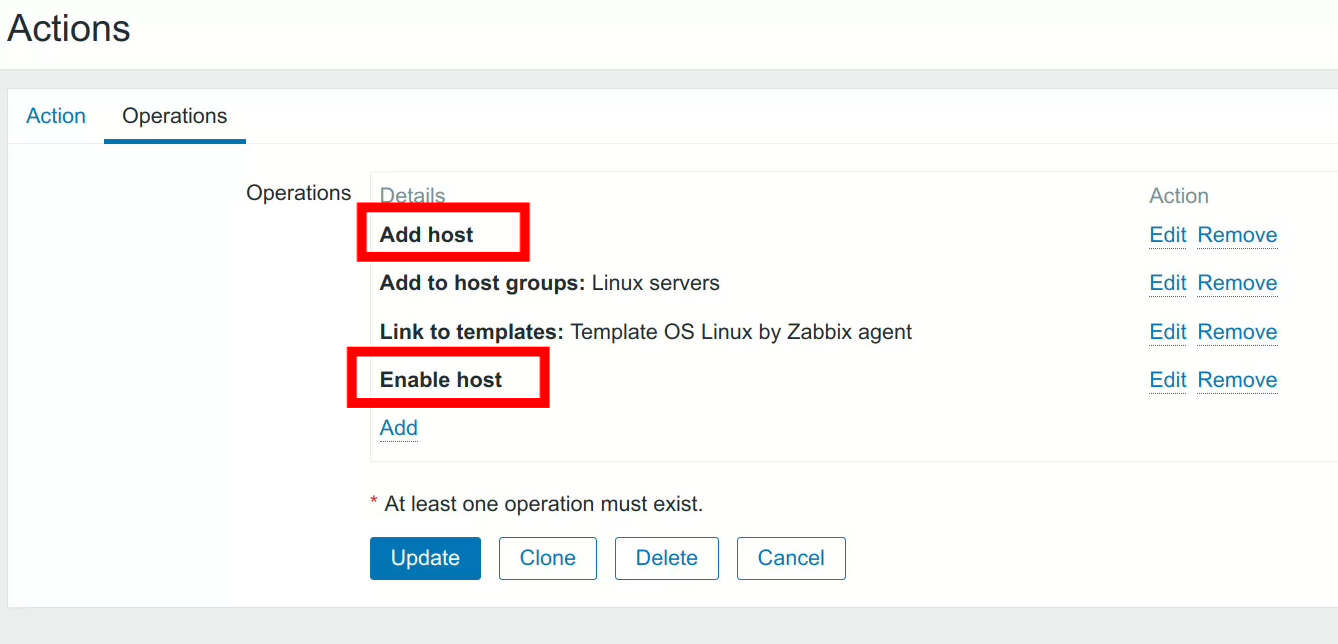 Actions
Action Operations
Operations Details Action
Add host Edit Remove
Add to host groups: Linux servers Edit Remove
Link to templates: Template OS Linux by Zabbix agent Edit Remove
Enable host Edit Remove
Add
* At least one operation must exist.
Update Clone Delete Cancel